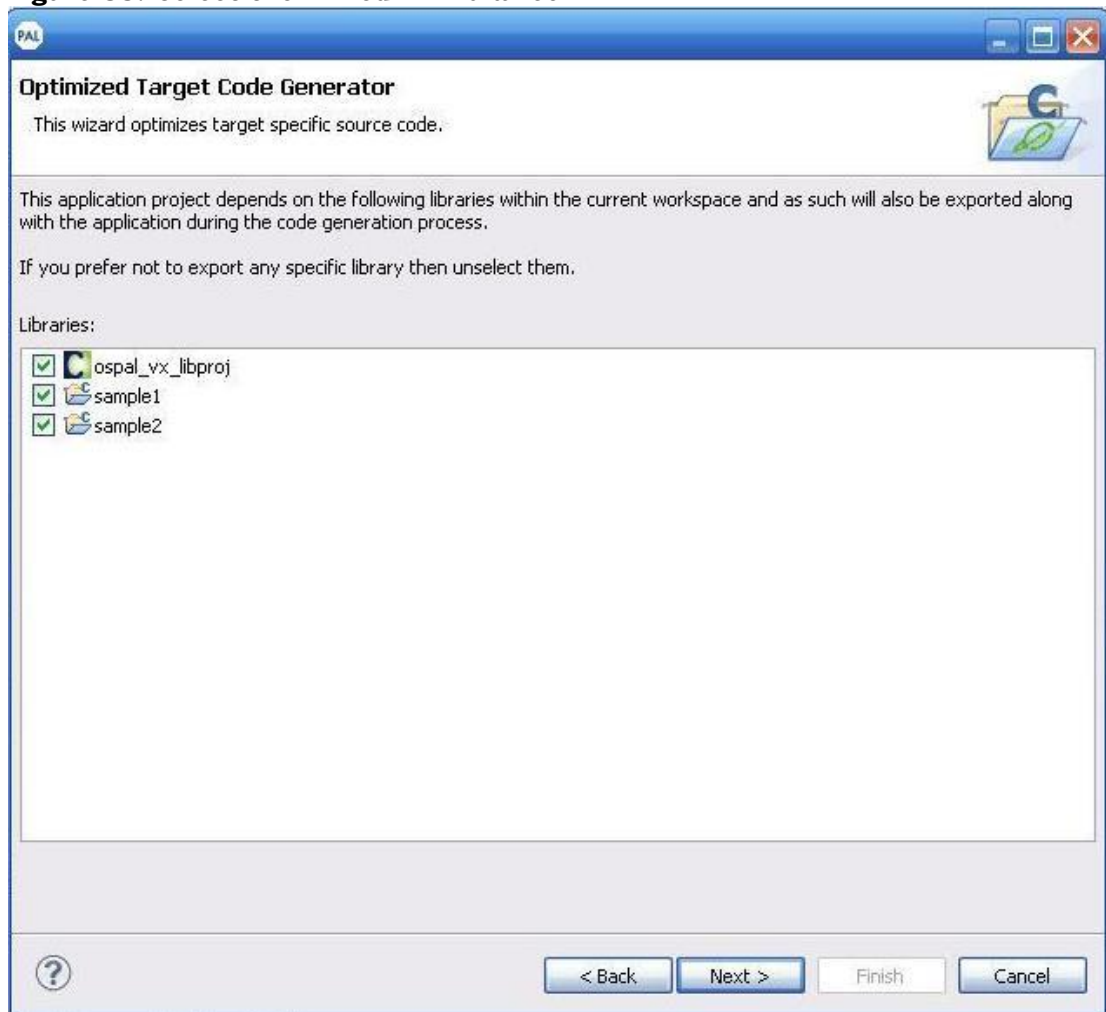 PAL
Optimized Target Code Generator
This wizard optimizes target specific source code.
This application project depends on the following libraries within the current workspace and as such will also be exported along
with the application during the code generation process.
If you prefer not to export any specific library then unselect them.
Libraries:
ospal_vx_libproj
sample1
sample2
< Back
Next >
Finish
Cancel